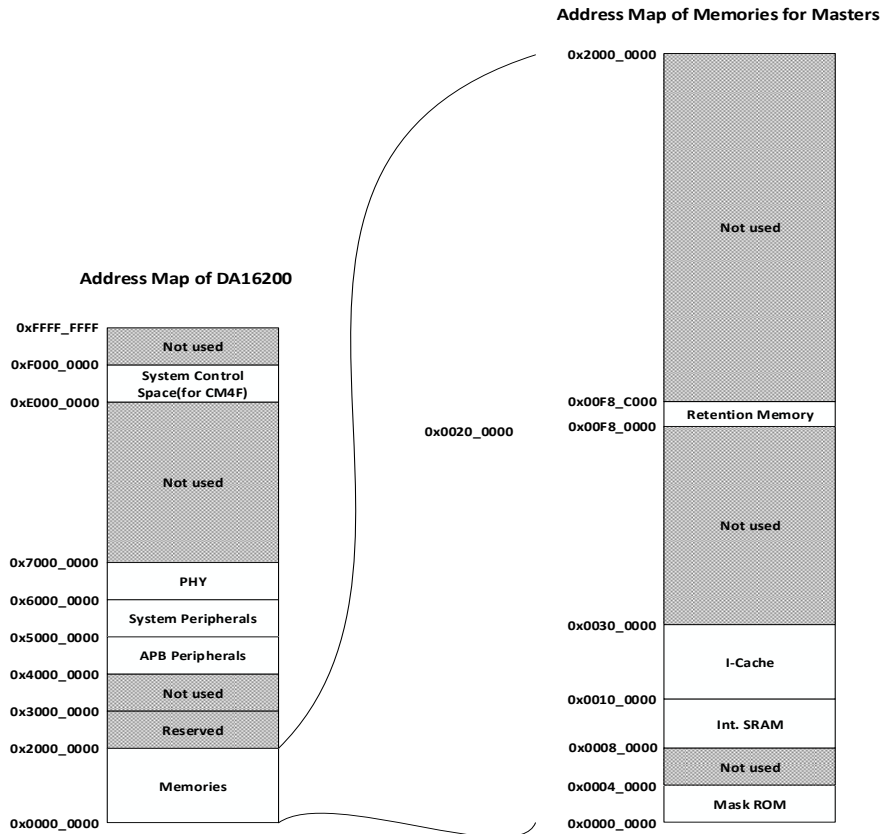 Address Map of Memories for Masters
0x2000_0000
Not used
0x00F8_C000
Retention Memory
0x00F8_0000
Not used
0x0030_0000
I-Cache
0x0010_0000
Int. SRAM
0x0008_0000
Not used
0x0004_0000
Mask ROM
0x0000_0000
0x0020_0000
Address Map of DA16200
0xFFFF_FFFF
Not used
0xF000_0000
System Control
Space(for CM4F)
0xE000_0000
Not used
0x7000_0000
PHY
0x6000_0000
System Peripherals
0x5000_0000
APB Peripherals
0x4000_0000
Not used
0x3000_0000
Reserved
0x2000_0000
Memories
0x0000_0000